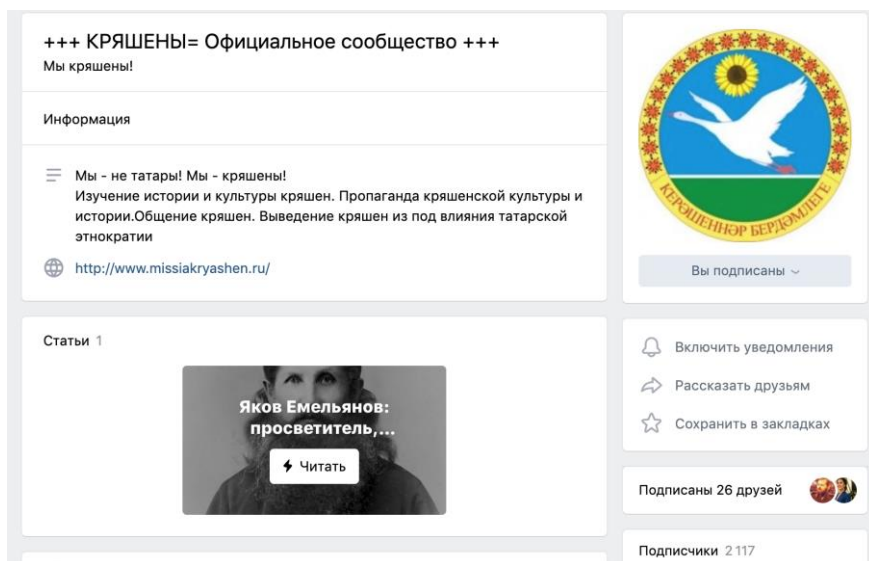 +++ КРЯШЕНЫ= Официальное сообщество +++
Мы кряшены!
Информация
Мы - не татары! Мы - кряшены!
Изучение истории и культуры кряшен. Пропаганда кряшенской культуры и
истории.Общение кряшен. Выведение кряшен из под влияния татарской
этнократии
http://www.missiakryashen.ru/
Статьи 1
Яков Емельянов:
просветитель,...
Читать
КЕРӘШЕННӘР БЕРДӘМЛЕГЕ
Вы подписаны
Включить уведомления
Рассказать друзьям
Сохранить в закладках
Подписаны 26 друзей
Подписчики 2 117